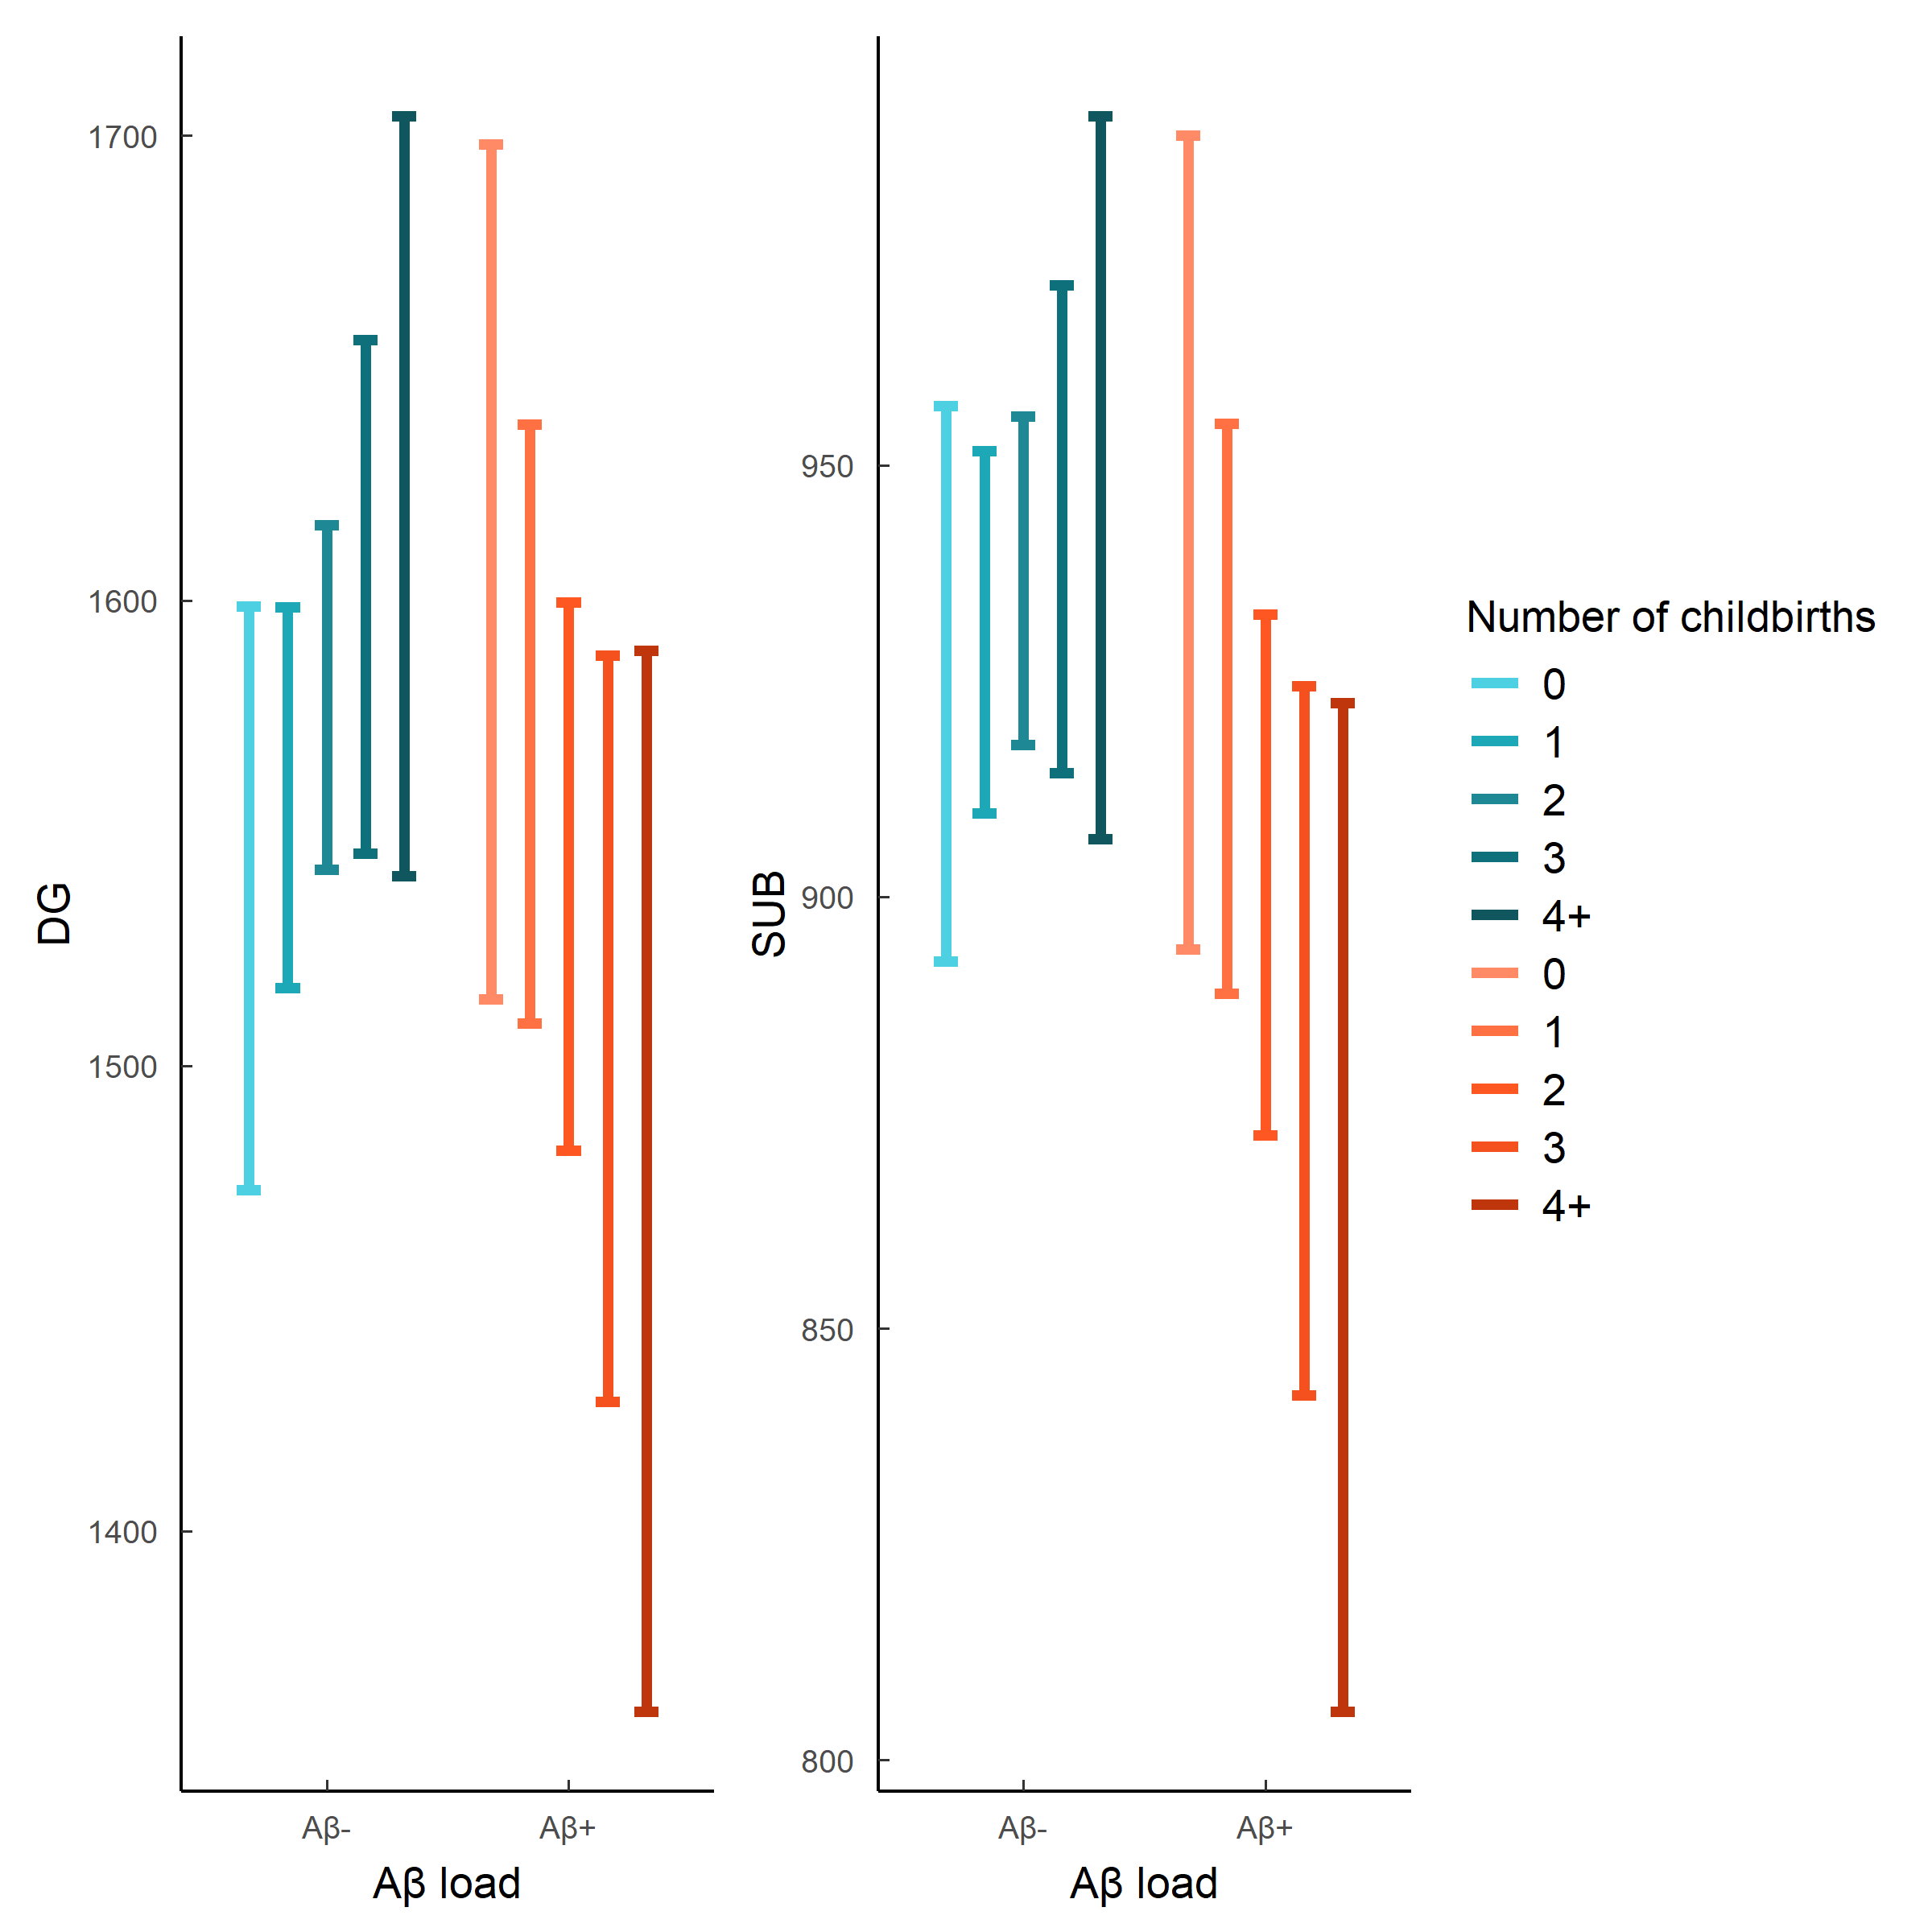 DG
1700
1600
1500
1400
Aβ-
Aβ+
Aβ load
SUB
950
900
850
800
Aβ-
Aβ+
Aβ load
Number of childbirths
0
1
2
3
4+
0
1
2
3
4+